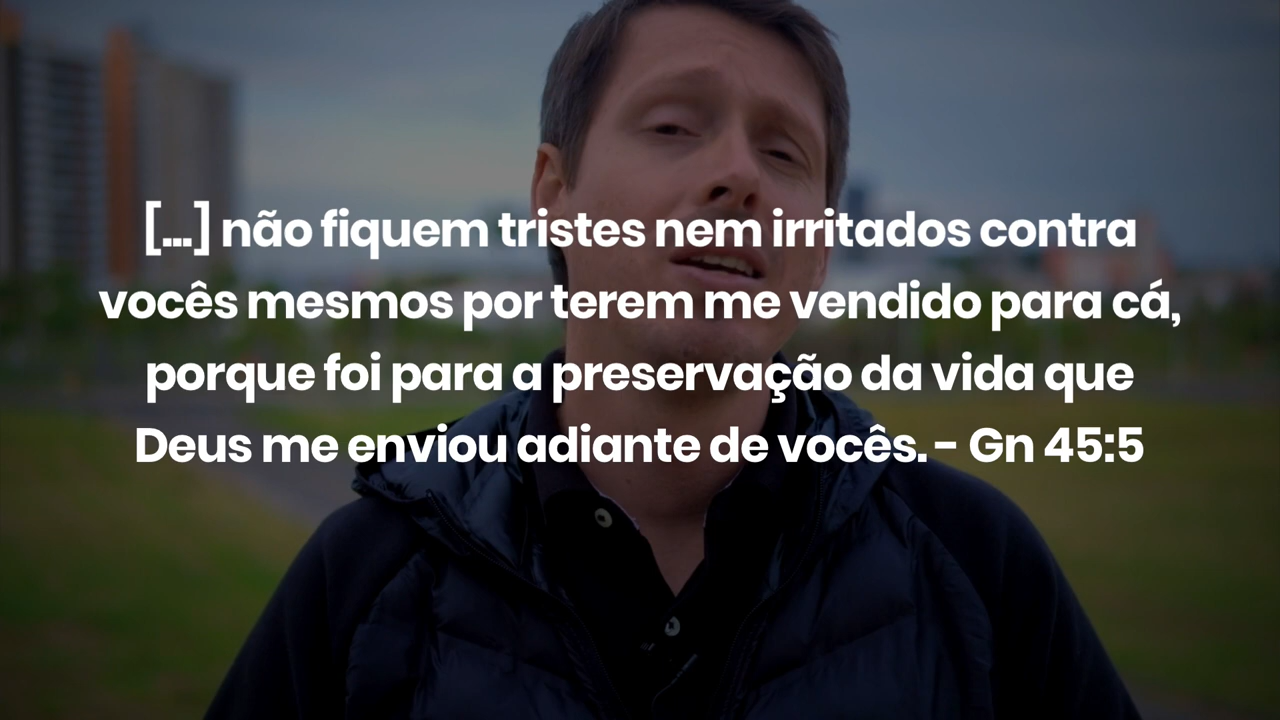 [...] não fiquem tristes nem irritados contra
vocês mesmos por terem me vendido para cá,
porque foi para a preservação da vida que
Deus me enviou adiante de vocês. - Gn 45:5